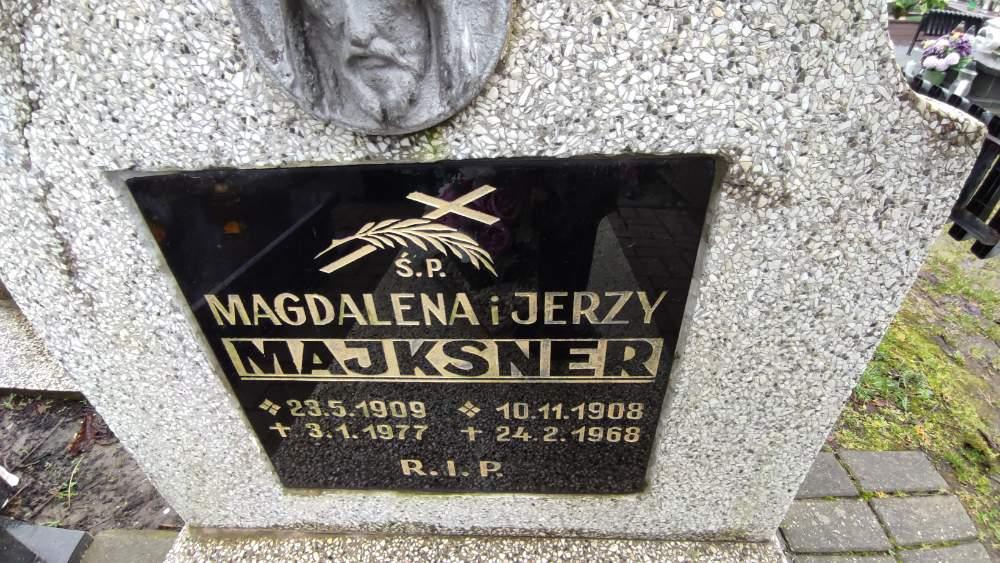 Ś.P.
MAGDALENA i JERZY
MAJKSNER
❖ 23.5.1909 ❖ 10.11.1908
✝ 3.1.1977 ✝ 24.2.1968
R.I.P.